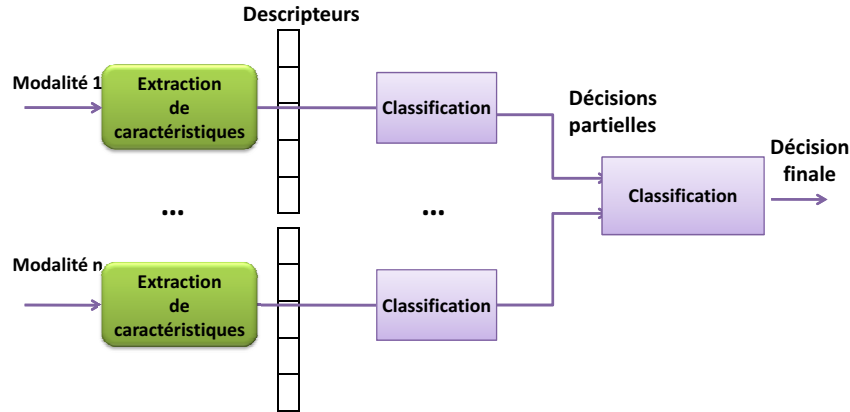 Descripteurs
Modalité 1
Extraction
de
caractéristiques
Classification
Décisions
partielles
Classification
Décision
finale
...
...
Modalité n
Extraction
de
caractéristiques
Classification